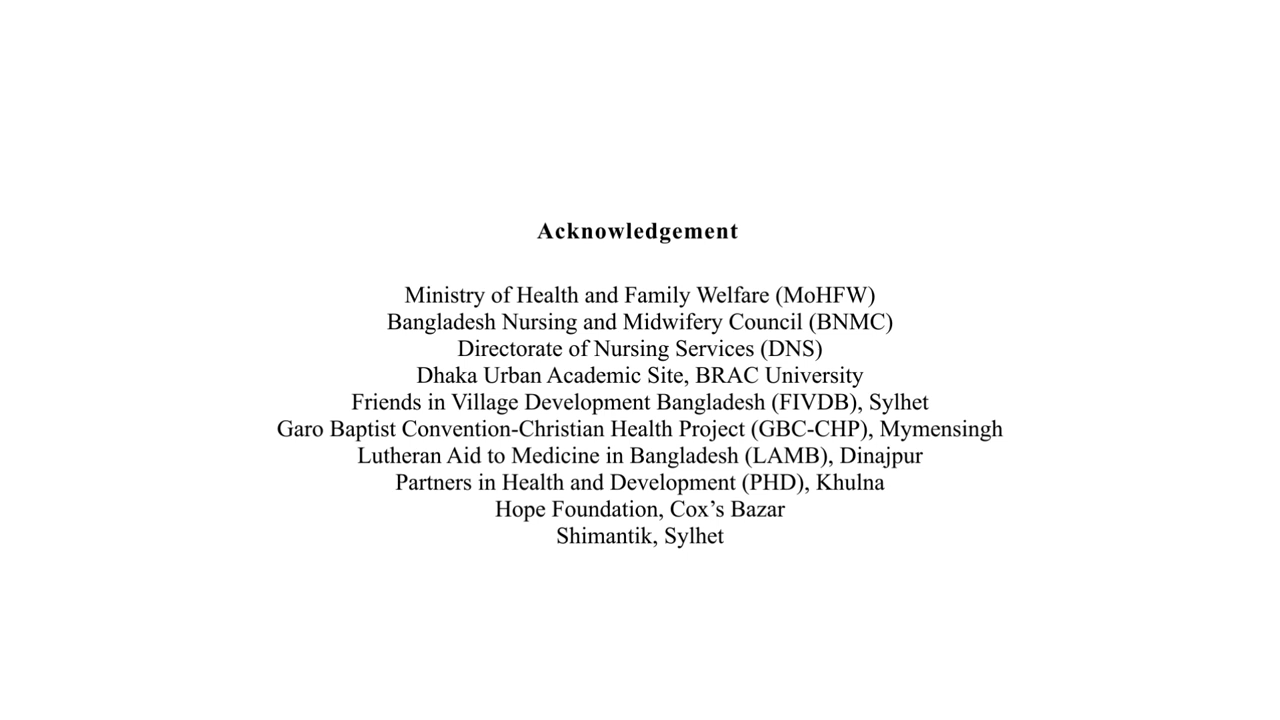 Acknowledgement
Ministry of Health and Family Welfare (MoHFW)
Bangladesh Nursing and Midwifery Council (BNMC)
Directorate of Nursing Services (DNS)
Dhaka Urban Academic Site, BRAC University
Friends in Village Development Bangladesh (FIVDB), Sylhet
Garo Baptist Convention-Christian Health Project (GBC-CHP), Mymensingh
Lutheran Aid to Medicine in Bangladesh (LAMB), Dinajpur
Partners in Health and Development (PHD), Khulna
Hope Foundation, Cox’s Bazar
Shimantik, Sylhet